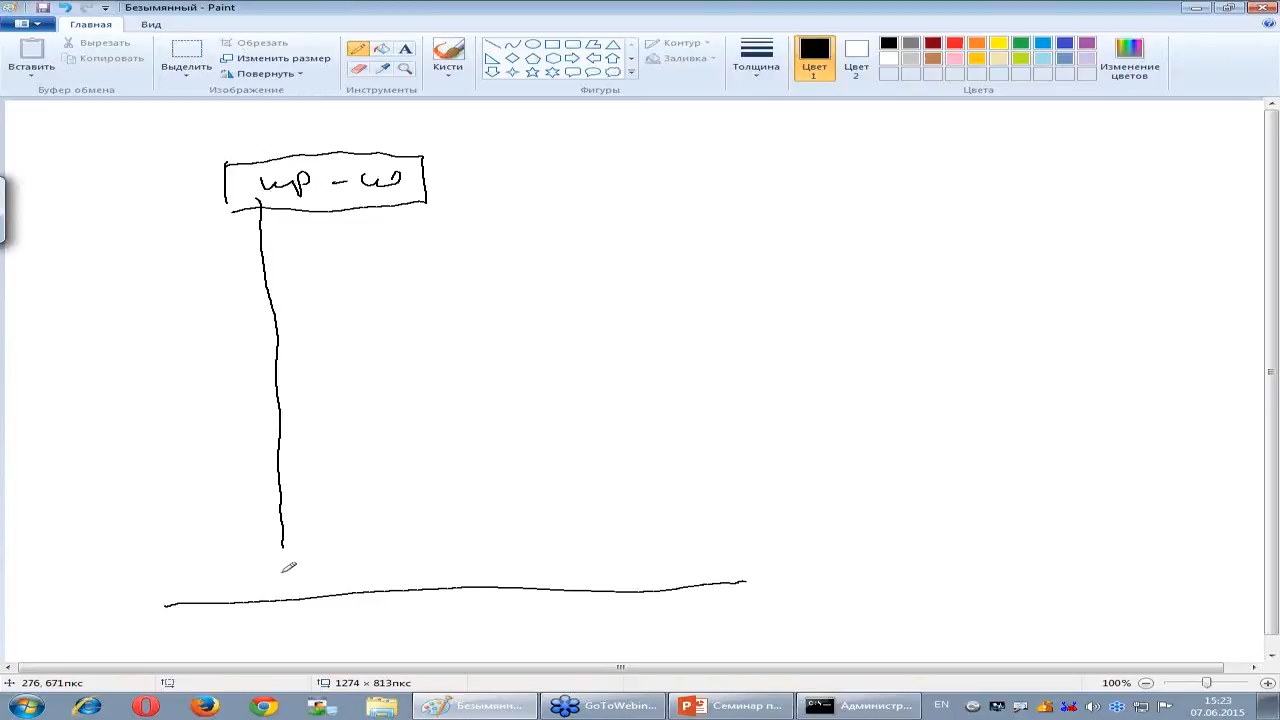 Безымянный - Paint
Главная Вид
Вставить
Вырезать
Копировать
Буфер обмена
Выделить
Обрезать
Изменить размер
Повернуть
Изображение
Инструменты
Кисти
Фигуры
Контур
Заливка
Толщина
Цвет 1
Цвет 2
Изменение цветов
Цвета
276, 671пкс
1274 × 813пкс
100%
Безымянн...
GoToWebin...
Семинар п...
Администр...
EN
15:23
07.06.2015